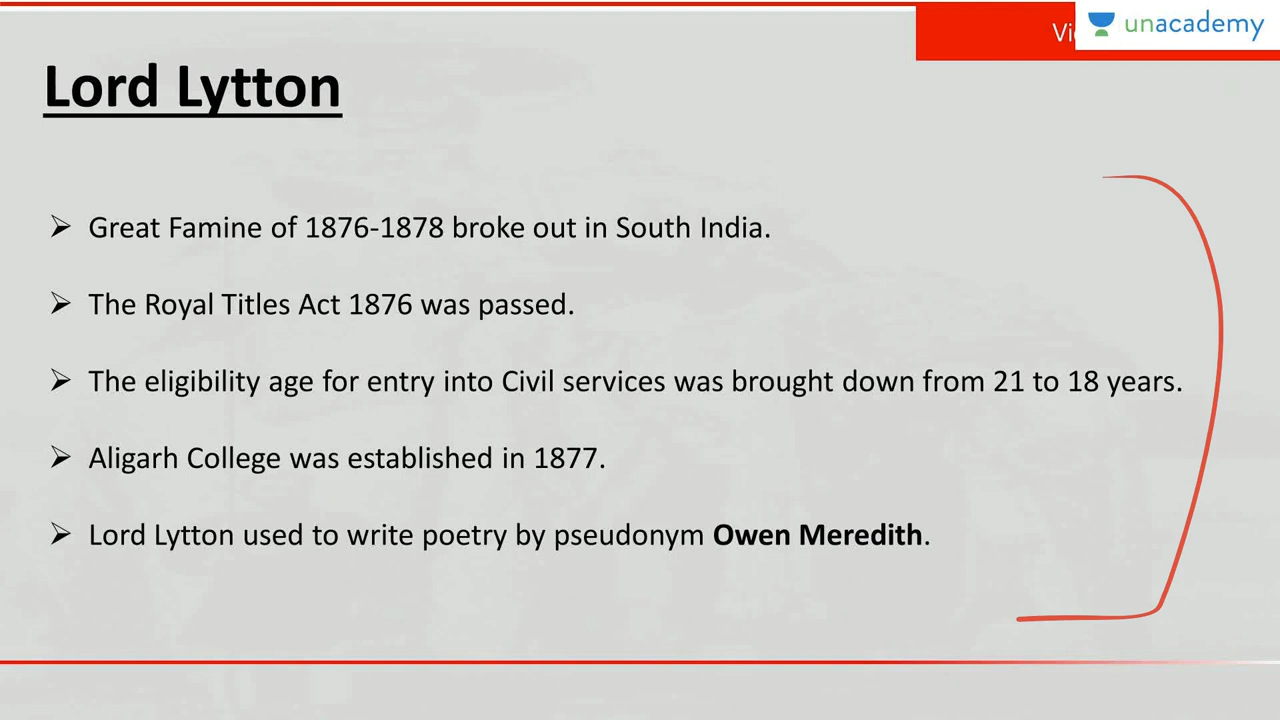 unacademy
Lord Lytton
➢ Great Famine of 1876-1878 broke out in South India.
➢ The Royal Titles Act 1876 was passed.
➢ The eligibility age for entry into Civil services was brought down from 21 to 18 years.
➢ Aligarh College was established in 1877.
➢ Lord Lytton used to write poetry by pseudonym Owen Meredith.